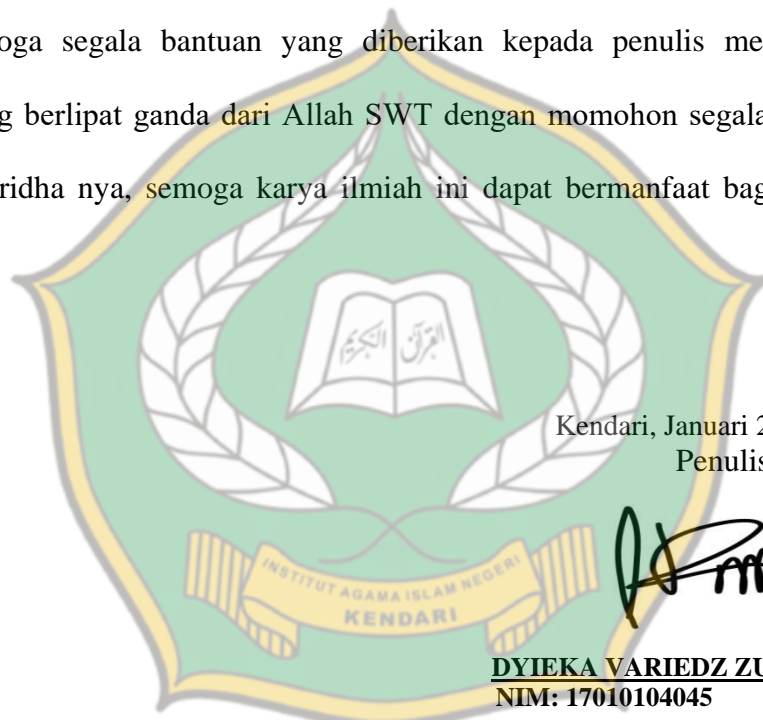 oga segala bantuan yang diberikan kepada penulis me
g berlipat ganda dari Allah SWT dengan momohon segala
ridha nya, semoga karya ilmiah ini dapat bermanfaat bag
القرآن الكريم
Kendari, Januari 2
Penulis
INSTITUT AGAMA ISLAM NEGERI
KENDARI
DYIEKA VARIEDZ ZU
NIM: 17010104045